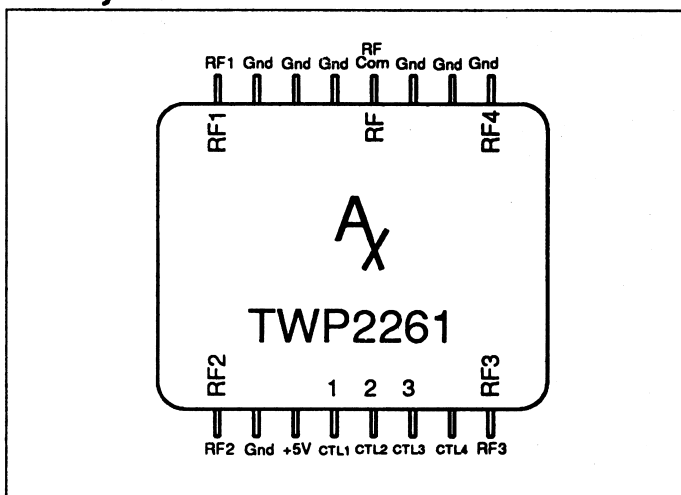 RF1 Gnd Gnd Gnd RF Com Gnd Gnd Gnd
RF1 RF RF4
AX
TWP2261
RF2 1 2 3 RF3
RF2 Gnd +5V CTL1 CTL2 CTL3 CTL4 RF3